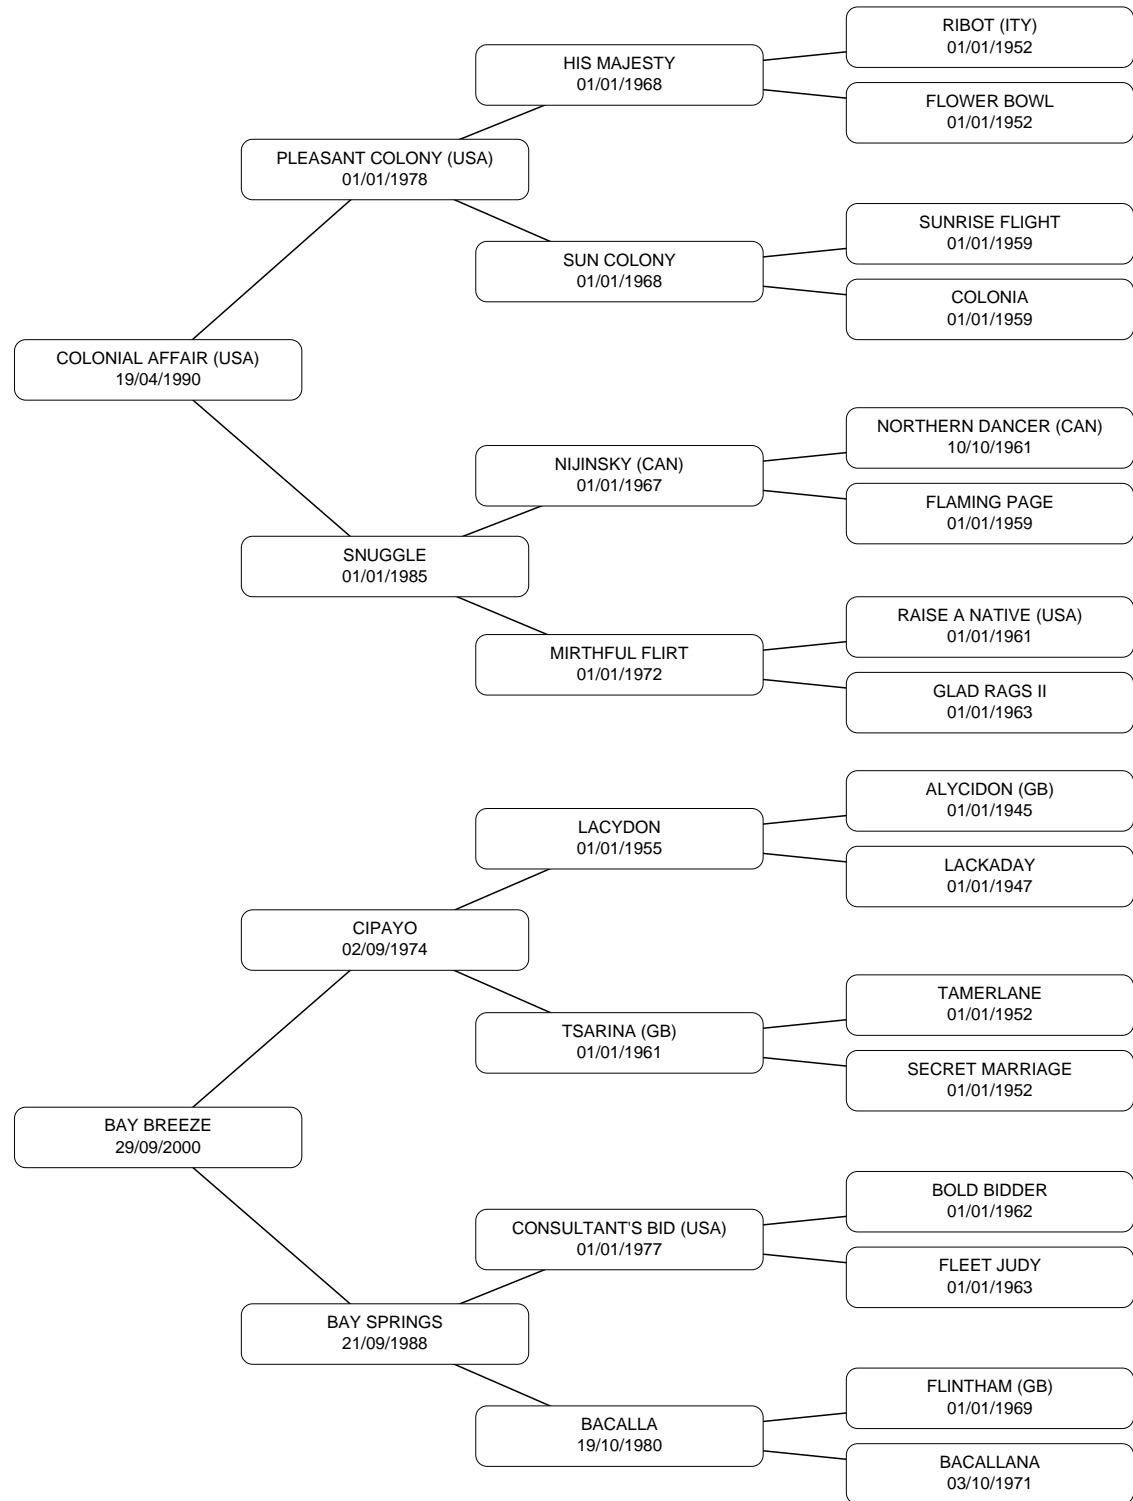 RIBOT (ITY)
01/01/1952
HIS MAJESTY
01/01/1968
FLOWER BOWL
01/01/1952
PLEASANT COLONY (USA)
01/01/1978
SUNRISE FLIGHT
01/01/1959
SUN COLONY
01/01/1968
COLONIA
01/01/1959
COLONIAL AFFAIR (USA)
19/04/1990
NORTHERN DANCER (CAN)
10/10/1961
NIJINSKY (CAN)
01/01/1967
FLAMING PAGE
01/01/1959
SNUGGLE
01/01/1985
RAISE A NATIVE (USA)
01/01/1961
MIRTHFUL FLIRT
01/01/1972
GLAD RAGS II
01/01/1963
ALYCIDON (GB)
01/01/1945
LACYDON
01/01/1955
LACKADAY
01/01/1947
CIPAYO
02/09/1974
TAMERLANE
01/01/1952
TSARINA (GB)
01/01/1961
SECRET MARRIAGE
01/01/1952
BAY BREEZE
29/09/2000
BOLD BIDDER
01/01/1962
CONSULTANT'S BID (USA)
01/01/1977
FLEET JUDY
01/01/1963
BAY SPRINGS
21/09/1988
FLINTHAM (GB)
01/01/1969
BACALLA
19/10/1980
BACALLANA
03/10/1971